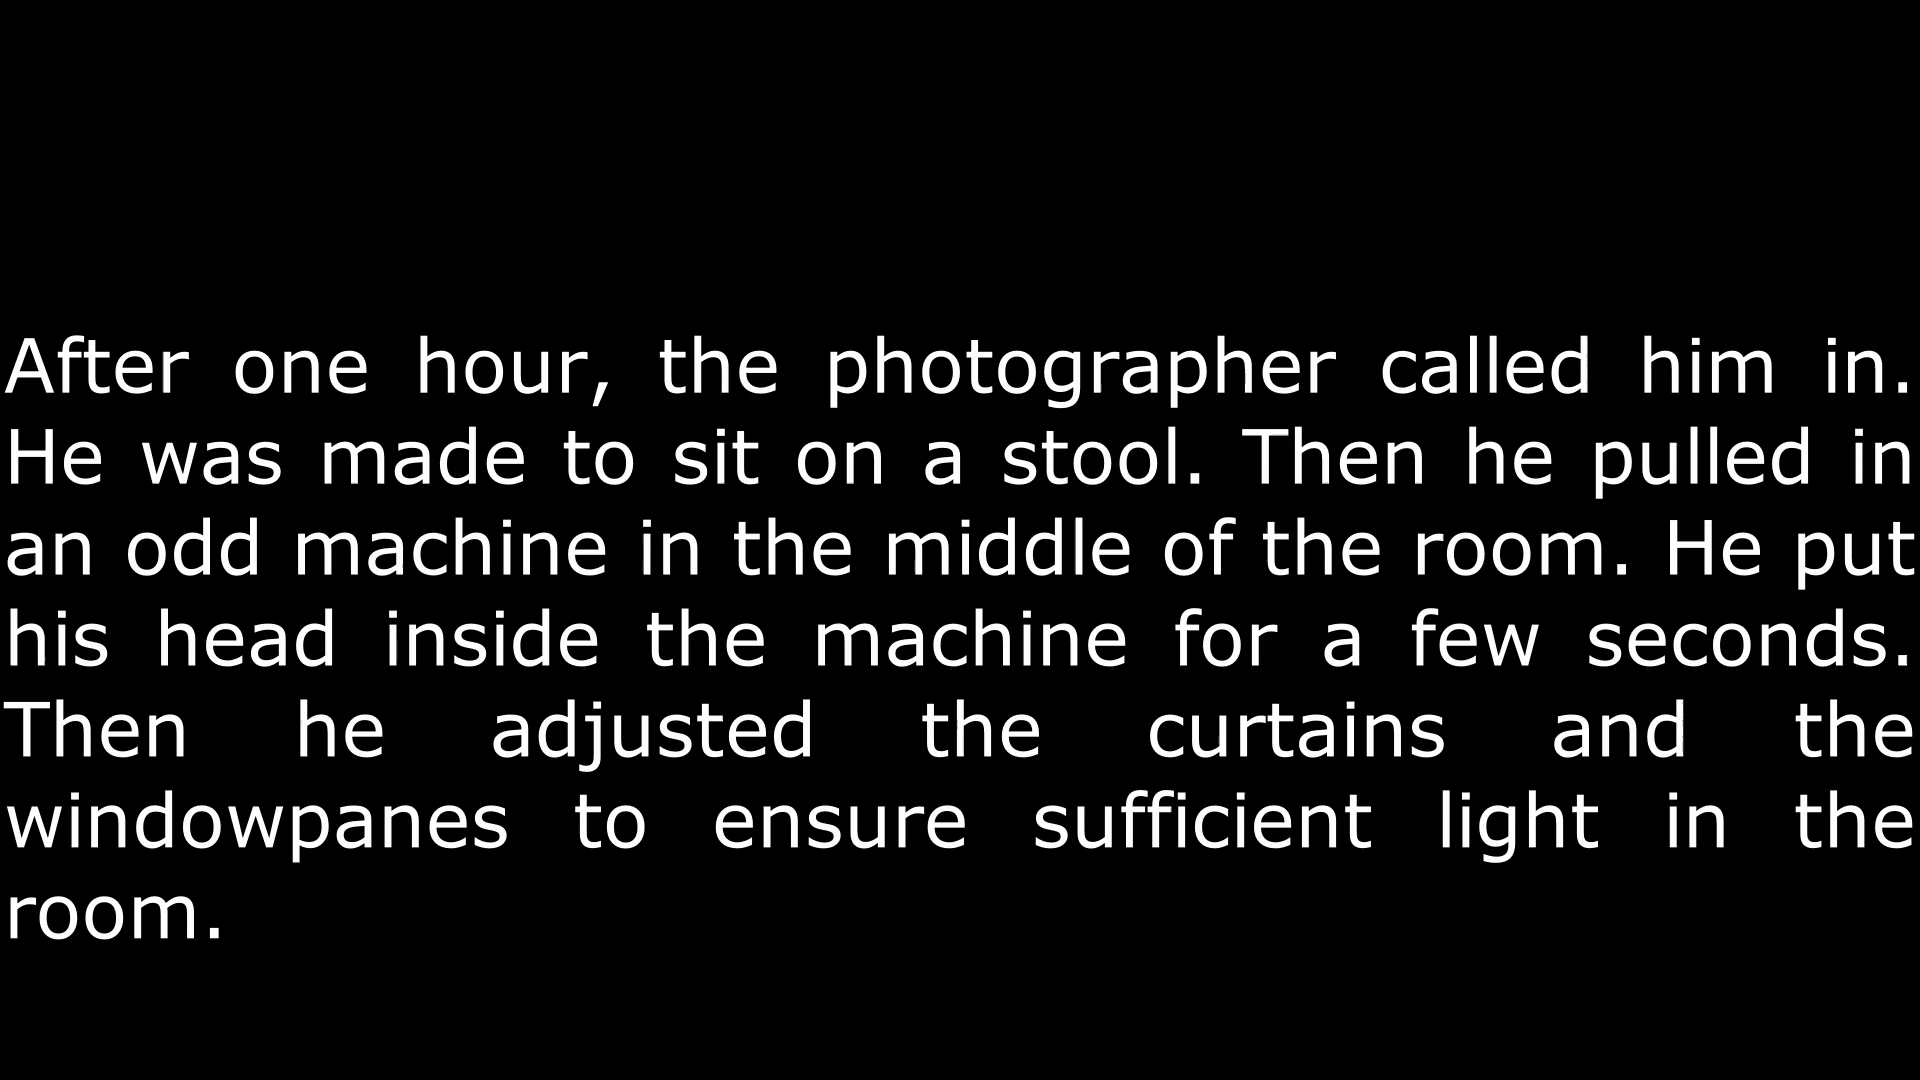 After one hour, the photographer called him in.
He was made to sit on a stool. Then he pulled in
an odd machine in the middle of the room. He put
his head inside the machine for a few seconds.
Then he adjusted the curtains and the
windowpanes to ensure sufficient light in the
room.